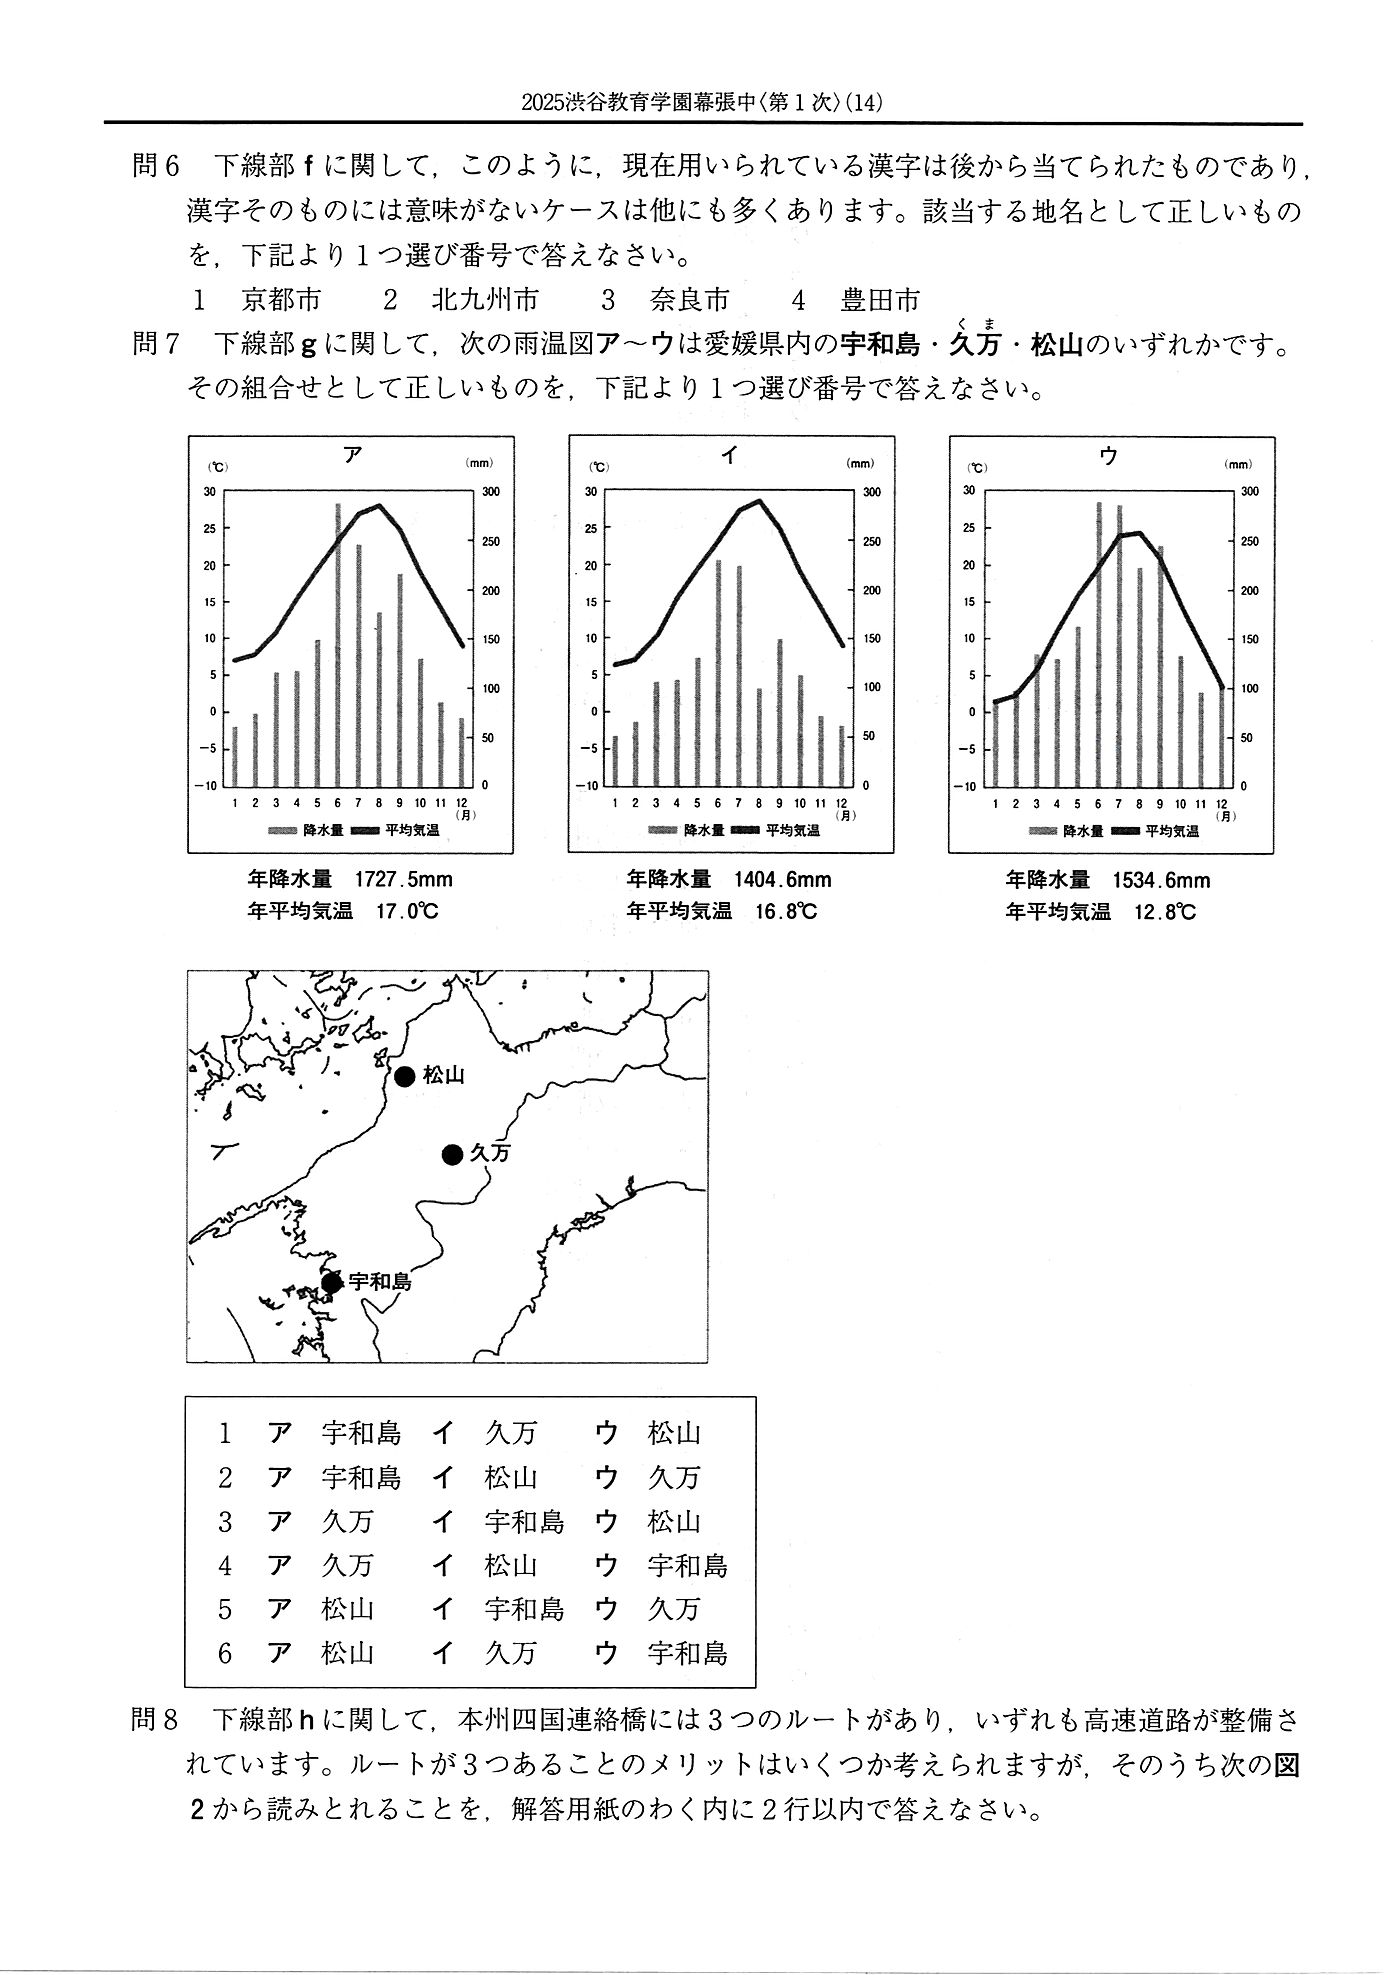 2025渋谷教育学園幕張中〈第1次〉(14)
問6 下線部fに関して，このように，現在用いられている漢字は後から当てられたものであり，
漢字そのものには意味がないケースは他にも多くあります。該当する地名として正しいもの
を，下記より1つ選び番号で答えなさい。
1 京都市 2 北九州市 3 奈良市 4 豊田市
くま
問7 下線部gに関して，次の雨温図ア～ウは愛媛県内の宇和島・久万・松山のいずれかです。
その組合せとして正しいものを，下記より1つ選び番号で答えなさい。
ア
(℃) (mm)
30 300
25 250
20 200
15 150
10
5 100
0
−5 50
−10 0
1 2 3 4 5 6 7 8 9 10 11 12
(月)
降水量 平均気温
年降水量 1727.5mm
年平均気温 17.0℃
イ
(℃) (mm)
30 300
25 250
20 200
15 150
10
5 100
0
−5 50
−10 0
1 2 3 4 5 6 7 8 9 10 11 12
(月)
降水量 平均気温
年降水量 1404.6mm
年平均気温 16.8℃
ウ
(℃) (mm)
30 300
25 250
20 200
15 150
10
5 100
0
−5 50
−10 0
1 2 3 4 5 6 7 8 9 10 11 12
(月)
降水量 平均気温
年降水量 1534.6mm
年平均気温 12.8℃
松山
久万
宇和島
1 ア 宇和島 イ 久万 ウ 松山
2 ア 宇和島 イ 松山 ウ 久万
3 ア 久万 イ 宇和島 ウ 松山
4 ア 久万 イ 松山 ウ 宇和島
5 ア 松山 イ 宇和島 ウ 久万
6 ア 松山 イ 久万 ウ 宇和島
問8 下線部hに関して，本州四国連絡橋には3つのルートがあり，いずれも高速道路が整備さ
れています。ルートが3つあることのメリットはいくつか考えられますが，そのうち次の図
2から読みとれることを，解答用紙のわく内に2行以内で答えなさい。